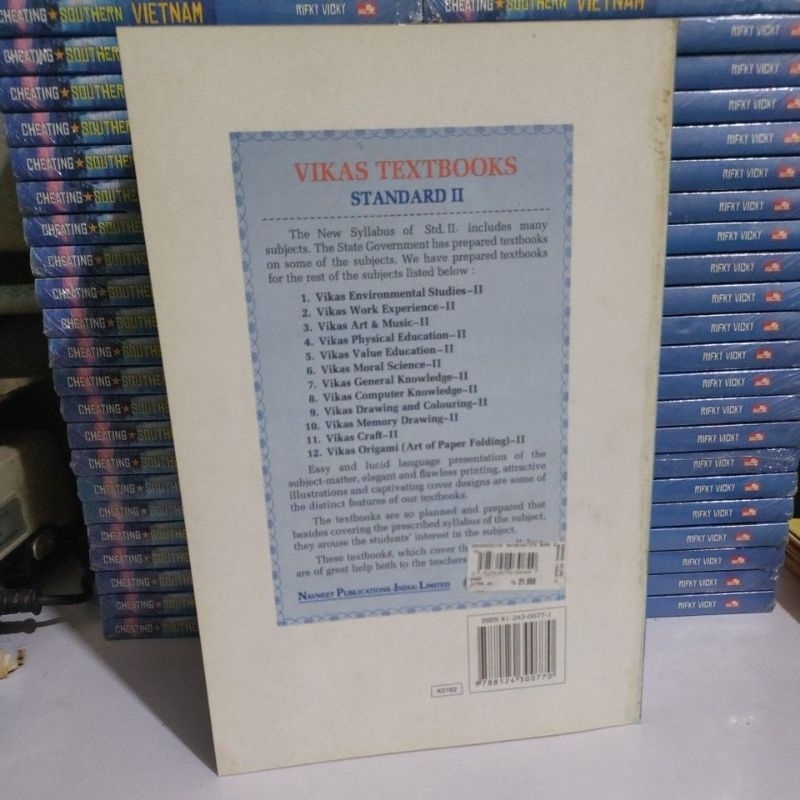 CHEATING★SOUTHERN VIETNAM RIFKY VICKY
VIKAS TEXTBOOKS
STANDARD II
The New Syllabus of Std. II includes many
subjects. The State Government has prepared textbooks
on some of the subjects. We have prepared textbooks
for the rest of the subjects listed below :
1. Vikas Environmental Studies–II
2. Vikas Work Experience–II
3. Vikas Art & Music–II
4. Vikas Physical Education–II
5. Vikas Value Education–II
6. Vikas Moral Science–II
7. Vikas General Knowledge–II
8. Vikas Computer Knowledge–II
9. Vikas Drawing and Colouring–II
10. Vikas Memory Drawing–II
11. Vikas Craft–II
12. Vikas Origami (Art of Paper Folding)–II
Easy and lucid language presentation of the
subject-matter, elegant and flawless printing, attractive
illustrations and captivating cover designs are some of
the distinct features of our textbooks.
The textbooks are so planned and prepared that
besides covering the prescribed syllabus of the subject,
they arouse the students' interest in the subject.
These textbooks, which cover th
are of great help both to the teachers
NAVNEET PUBLICATIONS (INDIA) LIMITED
ISBN 81-243-0077-1
9788124300770
K0162